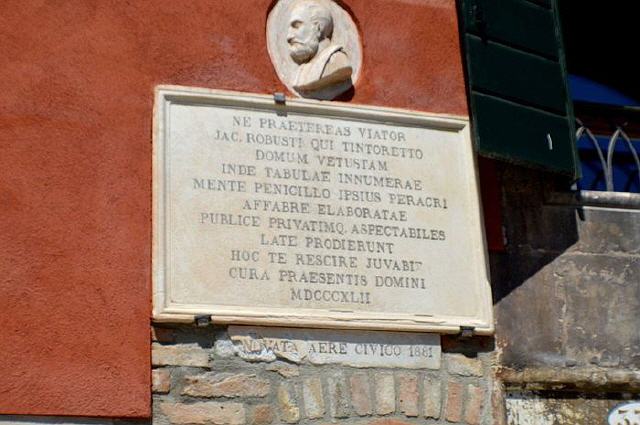 NE PRAETEREAS VIATOR
JAC. ROBUSTI QUI TINTORETTO
DOMUM VETUSTAM
INDE TABULAE INNUMERAE
MENTE PENICILLO IPSIUS PERACRI
AFFABRE ELABORATAE
PUBLICE PRIVATIMQ. ASPECTABILES
LATE PRODIERUNT
HOC TE RESCIRE JUVABIT
CURA PRAESENTIS DOMINI
MDCCCXLII
AERE CIVICO 1881